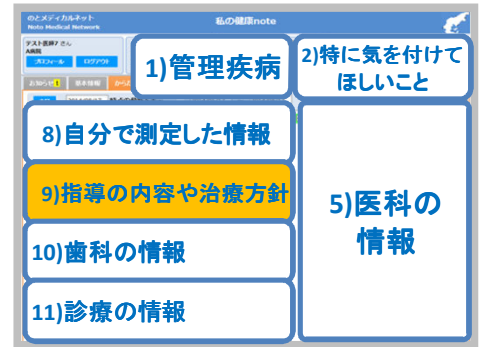 のとメディカルネット
Noto Medical Network
私の健康note
テスト医師7 さん
A病院
プロフィール ログアウト
お知らせ1 基本情報
1)管理疾病
2)特に気を付けて
ほしいこと
8)自分で測定した情報
9)指導の内容や治療方針
10)歯科の情報
11)診療の情報
5)医科の
情報